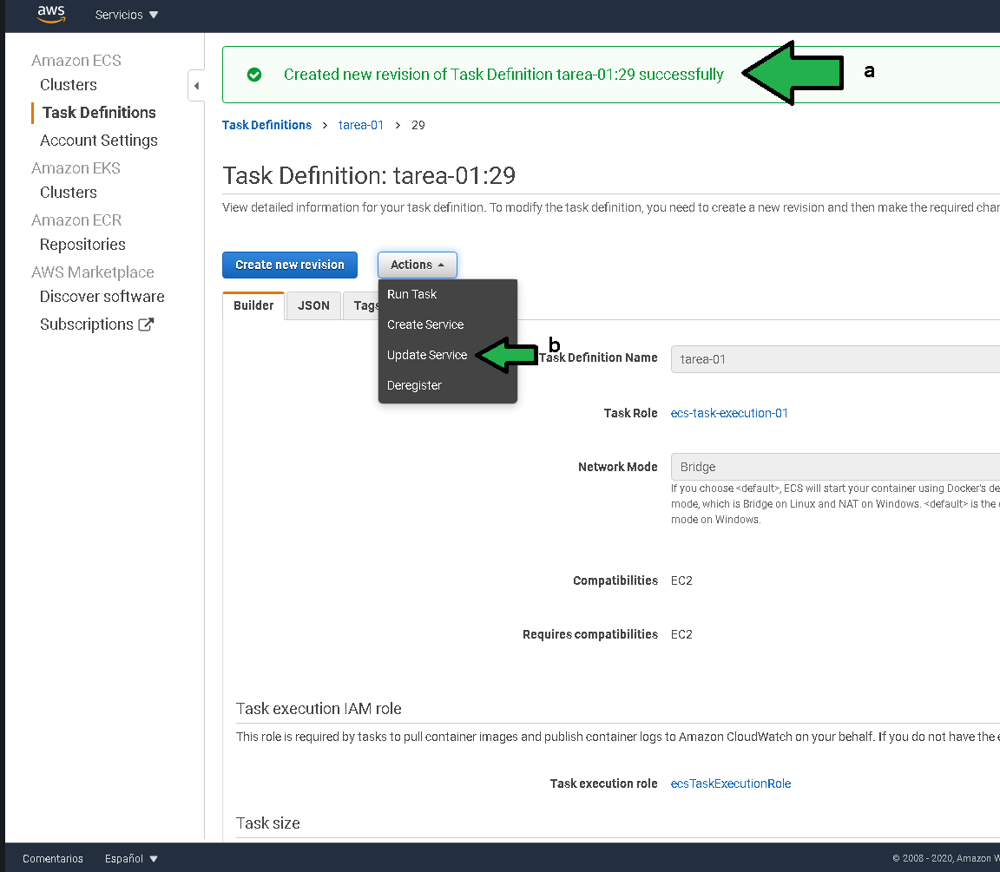 aws
Servicios
Amazon ECS
Clusters
Task Definitions
Account Settings
Amazon EKS
Clusters
Amazon ECR
Repositories
AWS Marketplace
Discover software
Subscriptions
Created new revision of Task Definition tarea-01:29 successfully
a
Task Definitions > tarea-01 > 29
Task Definition: tarea-01:29
View detailed information for your task definition. To modify the task definition, you need to create a new revision and then make the required
Create new revision
Actions
Run Task
Create Service
Update Service
Deregister
b
Builder
JSON
Tags
Task Definition Name
tarea-01
Task Role
ecs-task-execution-01
Network Mode
Bridge
If you choose <default>, ECS will start your container using Docker's
mode, which is Bridge on Linux and NAT on Windows. <default> is the
mode on Windows.
Compatibilities
EC2
Requires compatibilities
EC2
Task execution IAM role
This role is required by tasks to pull container images and publish container logs to Amazon CloudWatch on your behalf. If you do not have the
Task execution role
ecsTaskExecutionRole
Task size
Comentarios
Español
© 2008 - 2020, Amazon